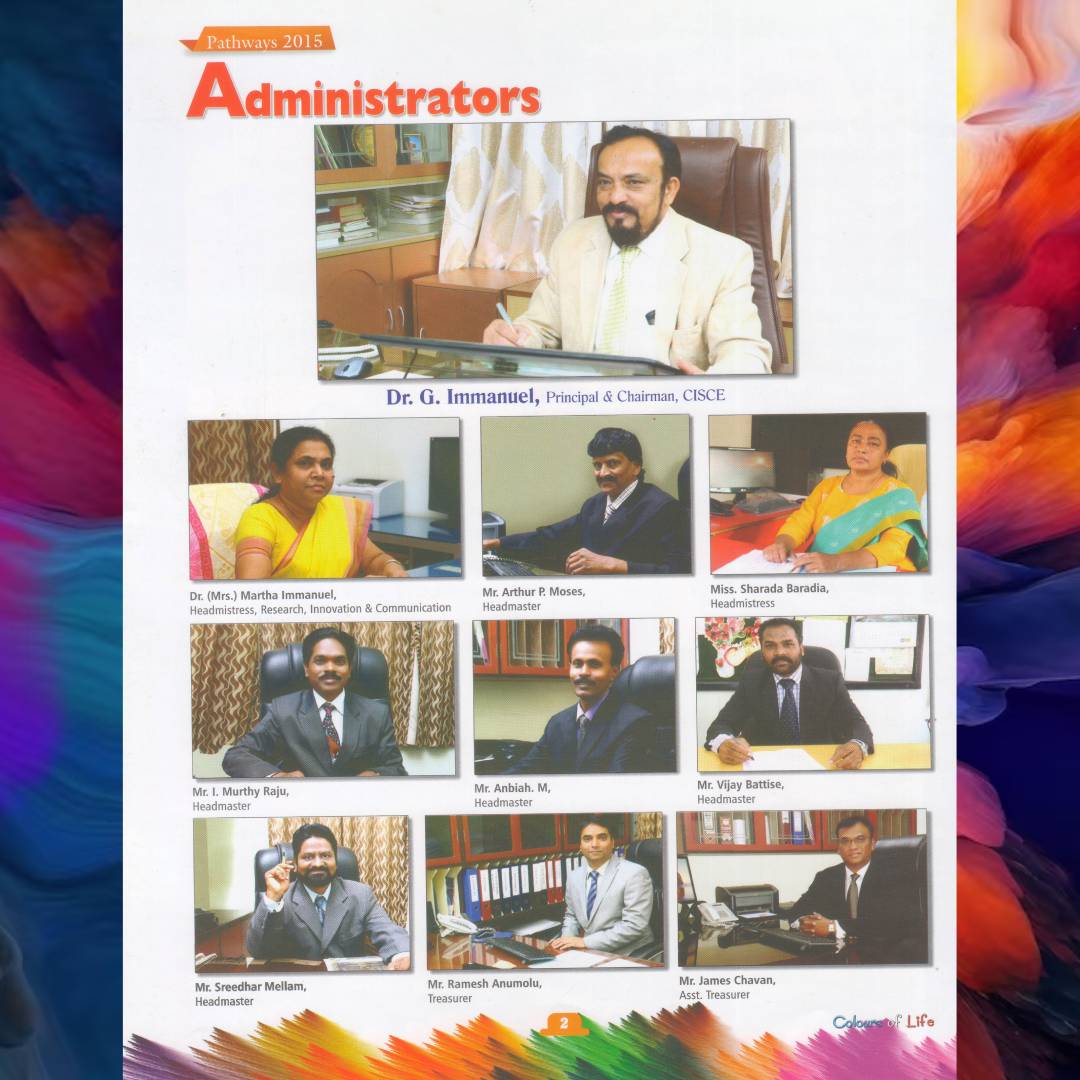 Pathways 2015
Administrators
Dr. G. Immanuel, Principal & Chairman, CISCE
Dr. (Mrs.) Martha Immanuel,
Headmistress, Research, Innovation & Communication
Mr. Arthur P. Moses,
Headmaster
Miss. Sharada Baradia,
Headmistress
Mr. I. Murthy Raju,
Headmaster
Mr. Anbiah. M,
Headmaster
Mr. Vijay Battise,
Headmaster
Mr. Sreedhar Mellam,
Headmaster
Mr. Ramesh Anumolu,
Treasurer
Mr. James Chavan,
Asst. Treasurer
2
Colours of Life